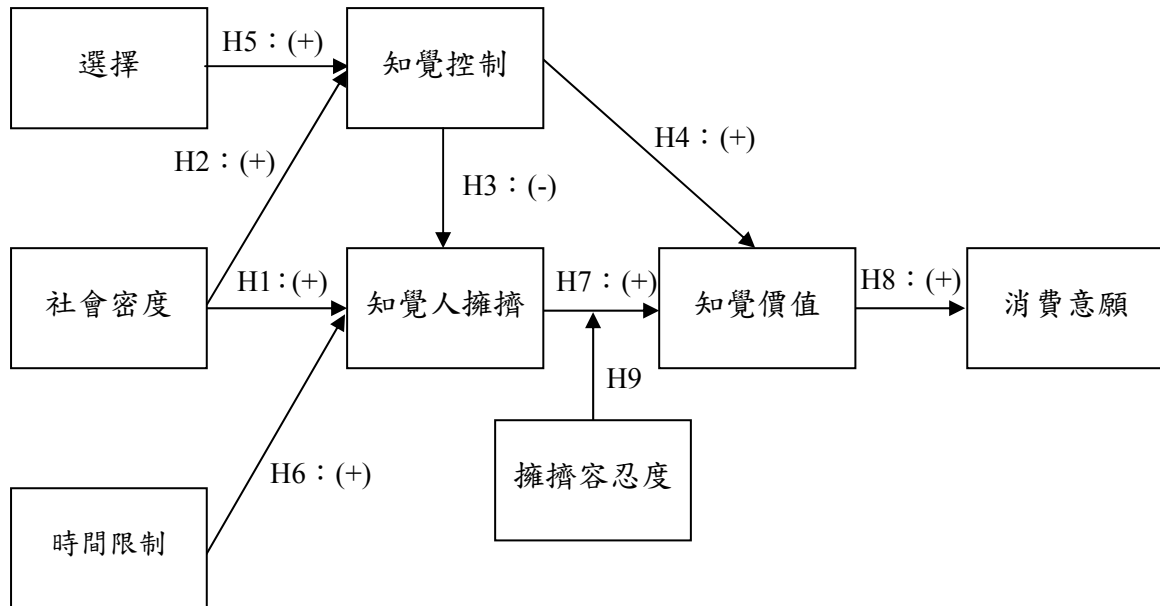 H5：(+)
選擇
知覺控制
H4：(+)
H2：(+)
H3：(-)
H1：(+)
H7：(+)
H8：(+)
社會密度
知覺人擁擠
知覺價值
消費意願
H9
H6：(+)
擁擠容忍度
時間限制